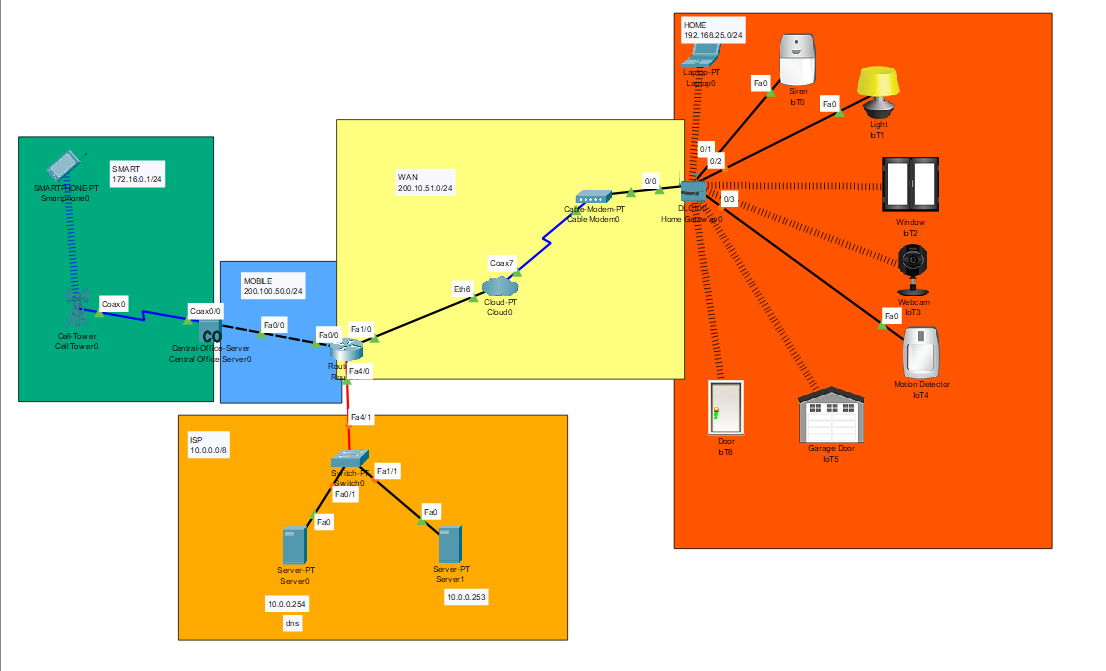 HOME
192.168.25.0/24
Laptop-PT
Laptop0
Fa0
Siren
IoT0
Fa0
Light
IoT1
SMART
172.16.0.1/24
SMARTPHONE-PT
Smartphone0
WAN
200.10.51.0/24
0/1
0/2
0/0
0/3
Cable-Modem-PT
Cable Modem0
Home Gateway0
Window
IoT2
Webcam
IoT3
Coax7
Eth6
Cloud-PT
Cloud0
MOBILE
200.100.50.0/24
Coax0
Coax0/0
Cell-Tower
Cell Tower0
CO
Central-Office-Server
Central Office Server0
Fa0/0
Fa0/0
Fa1/0
Fa4/0
Fa0
Motion Detector
IoT4
Door
IoT6
Garage Door
IoT5
Fa4/1
ISP
10.0.0.0/8
Switch-PT
Switch0
Fa1/1
Fa0/1
Fa0
Fa0
Server-PT
Server0
Server-PT
Server1
10.0.0.254
10.0.0.253
dns